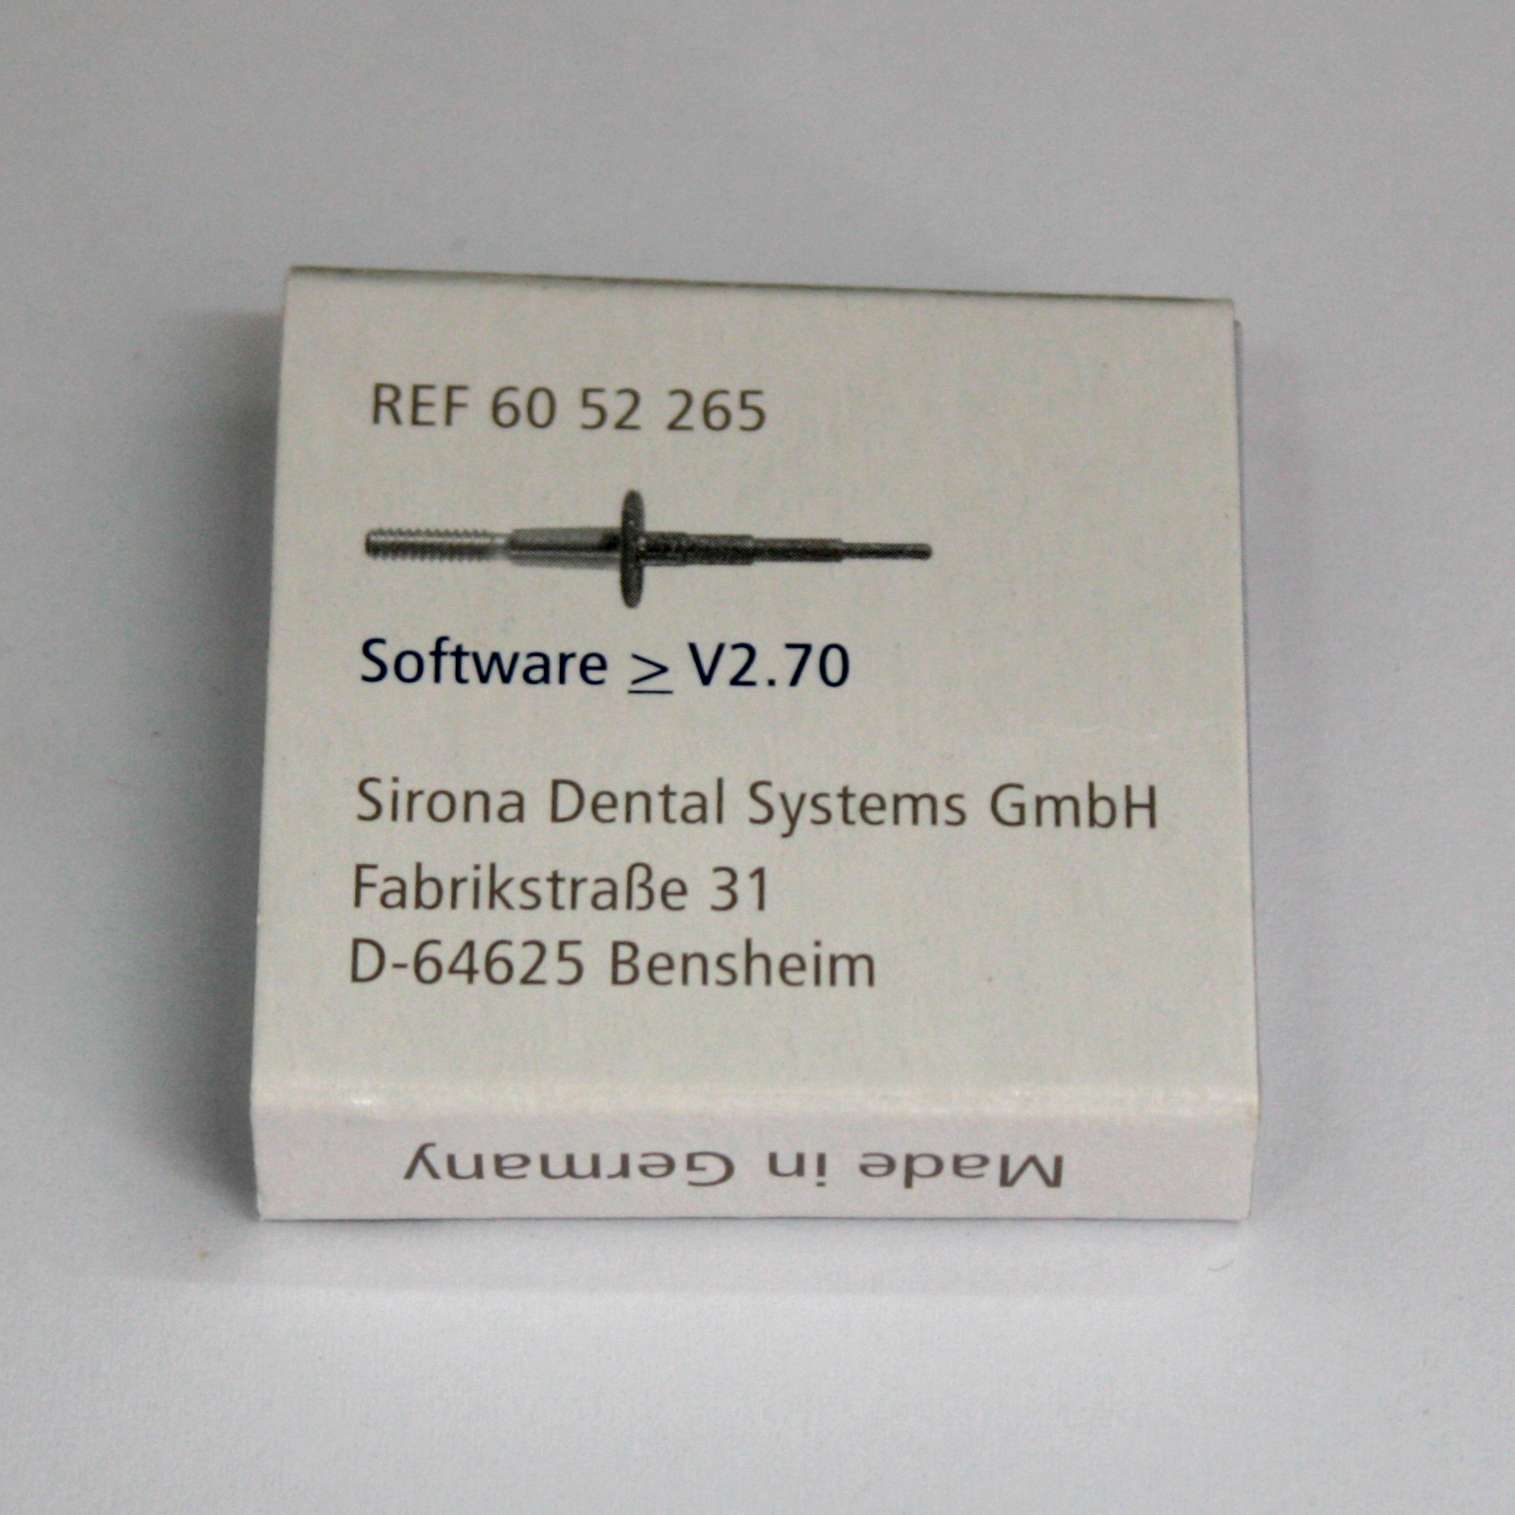 REF 60 52 265
Software ≥ V2.70
Sirona Dental Systems GmbH
Fabrikstraße 31
D-64625 Bensheim
Made in Germany